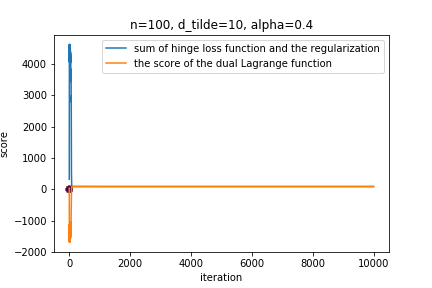 n=100, d_tilde=10, alpha=0.4
sum of hinge loss function and the regularization
the score of the dual Lagrange function
score
4000
3000
2000
1000
0
−1000
−2000
0 2000 4000 6000 8000 10000
iteration